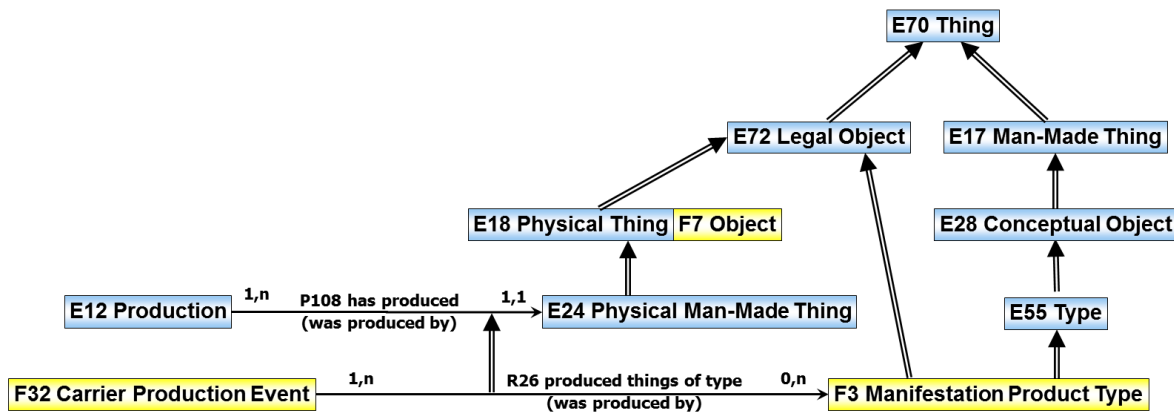 E70 Thing
E72 Legal Object
E17 Man-Made Thing
E18 Physical Thing
F7 Object
E28 Conceptual Object
E12 Production
1,n
P108 has produced
(was produced by)
1,1
E24 Physical Man-Made Thing
E55 Type
F32 Carrier Production Event
1,n
R26 produced things of type
(was produced by)
0,n
F3 Manifestation Product Type